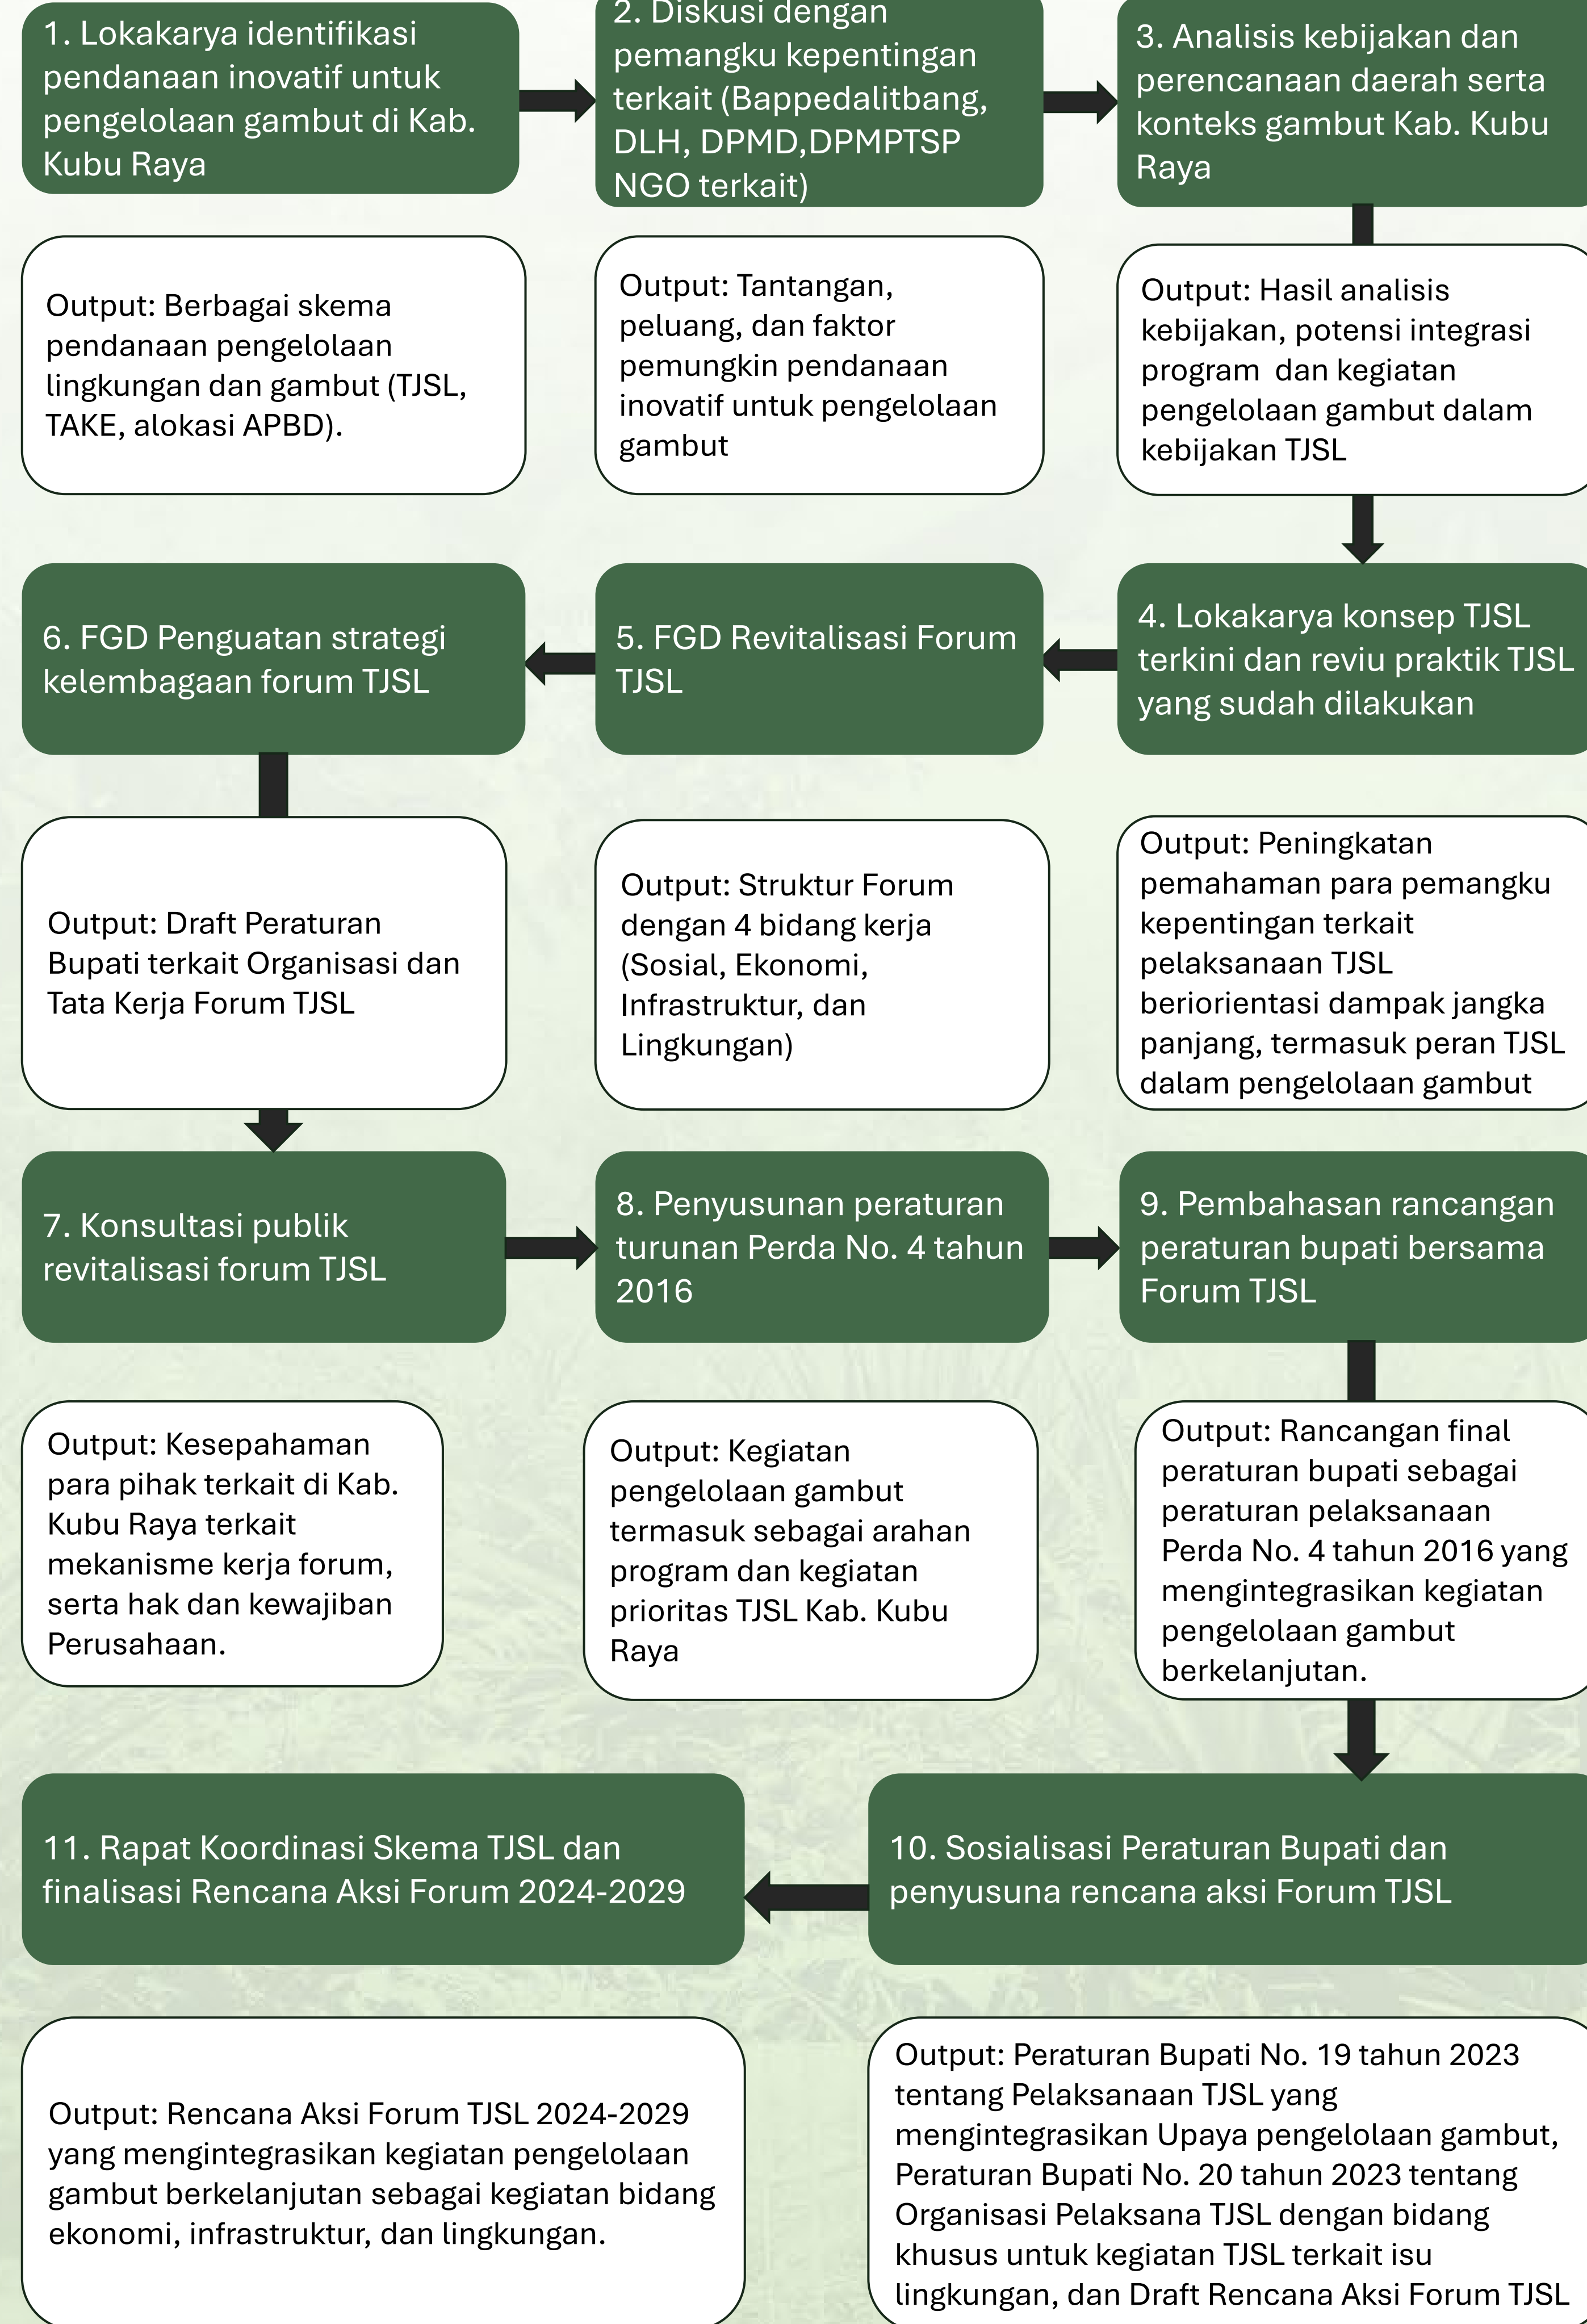 1. Lokakarya identifikasi
pendanaan inovatif untuk
pengelolaan gambut di Kab.
Kubu Raya
2. Diskusi dengan
pemangku kepentingan
terkait (Bappedalitbang,
DLH, DPMD,DPMPTSP
NGO terkait)
3. Analisis kebijakan dan
perencanaan daerah serta
konteks gambut Kab. Kubu
Raya
Output: Berbagai skema
pendanaan pengelolaan
lingkungan dan gambut (TJSL,
TAKE, alokasi APBD).
Output: Tantangan,
peluang, dan faktor
pemungkin pendanaan
inovatif untuk pengelolaan
gambut
Output: Hasil analisis
kebijakan, potensi integrasi
program  dan kegiatan
pengelolaan gambut dalam
kebijakan TJSL
4. Lokakarya konsep TJSL
terkini dan reviu praktik TJSL
yang sudah dilakukan
5. FGD Revitalisasi Forum
TJSL
6. FGD Penguatan strategi
kelembagaan forum TJSL
Output: Peningkatan
pemahaman para pemangku
kepentingan terkait
pelaksanaan TJSL
beriorientasi dampak jangka
panjang, termasuk peran TJSL
dalam pengelolaan gambut
Output: Struktur Forum
dengan 4 bidang kerja
(Sosial, Ekonomi,
Infrastruktur, dan
Lingkungan)
Output: Draft Peraturan
Bupati terkait Organisasi dan
Tata Kerja Forum TJSL
7. Konsultasi publik
revitalisasi forum TJSL
8. Penyusunan peraturan
turunan Perda No. 4 tahun
2016
9. Pembahasan rancangan
peraturan bupati bersama
Forum TJSL
Output: Kesepahaman
para pihak terkait di Kab.
Kubu Raya terkait
mekanisme kerja forum,
serta hak dan kewajiban
Perusahaan.
Output: Kegiatan
pengelolaan gambut
termasuk sebagai arahan
program dan kegiatan
prioritas TJSL Kab. Kubu
Raya
Output: Rancangan final
peraturan bupati sebagai
peraturan pelaksanaan
Perda No. 4 tahun 2016 yang
mengintegrasikan kegiatan
pengelolaan gambut
berkelanjutan.
10. Sosialisasi Peraturan Bupati dan
penyusuna rencana aksi Forum TJSL
11. Rapat Koordinasi Skema TJSL dan
finalisasi Rencana Aksi Forum 2024-2029
Output: Peraturan Bupati No. 19 tahun 2023
tentang Pelaksanaan TJSL yang
mengintegrasikan Upaya pengelolaan gambut,
Peraturan Bupati No. 20 tahun 2023 tentang
Organisasi Pelaksana TJSL dengan bidang
khusus untuk kegiatan TJSL terkait isu
lingkungan, dan Draft Rencana Aksi Forum TJSL
Output: Rencana Aksi Forum TJSL 2024-2029
yang mengintegrasikan kegiatan pengelolaan
gambut berkelanjutan sebagai kegiatan bidang
ekonomi, infrastruktur, dan lingkungan.